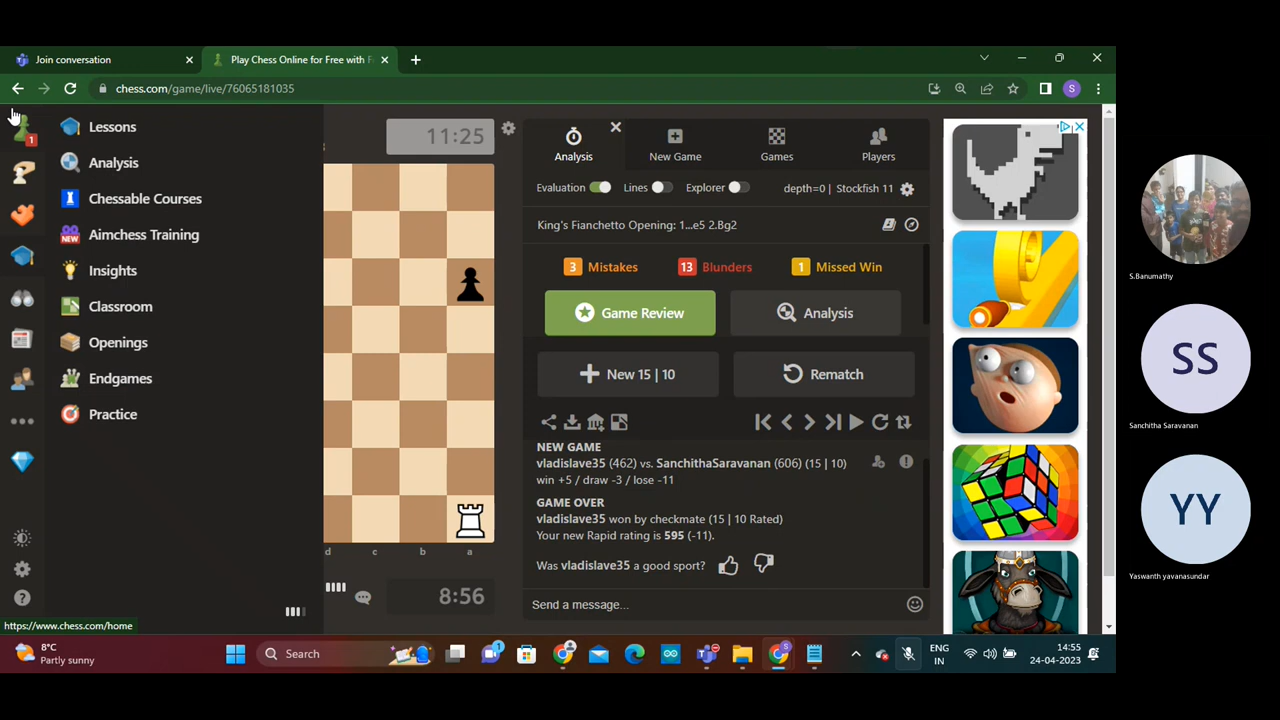 Join conversation
Play Chess Online for Free with F
chess.com/game/live/76065181035
S
1
Lessons
Analysis
Chessable Courses
NEW
Aimchess Training
Insights
Classroom
Openings
Endgames
Practice
https://www.chess.com/home
11:25
d c b a
8:56
Analysis
New Game
Games
Players
Evaluation
Lines
Explorer
depth=0 | Stockfish 11
King's Fianchetto Opening: 1...e5 2.Bg2
3 Mistakes
13 Blunders
1 Missed Win
Game Review
Analysis
New 15 | 10
Rematch
NEW GAME
vladislave35 (462) vs. SanchithaSaravanan (606) (15 | 10)
win +5 / draw -3 / lose -11
GAME OVER
vladislave35 won by checkmate (15 | 10 Rated)
Your new Rapid rating is 595 (-11).
Was vladislave35 a good sport?
Send a message...
S.Banumathy
SS
Sanchitha Saravanan
YY
Yaswanth yavanasundar
8°C
Partly sunny
Search
1
S
ENG
IN
14:55
24-04-2023